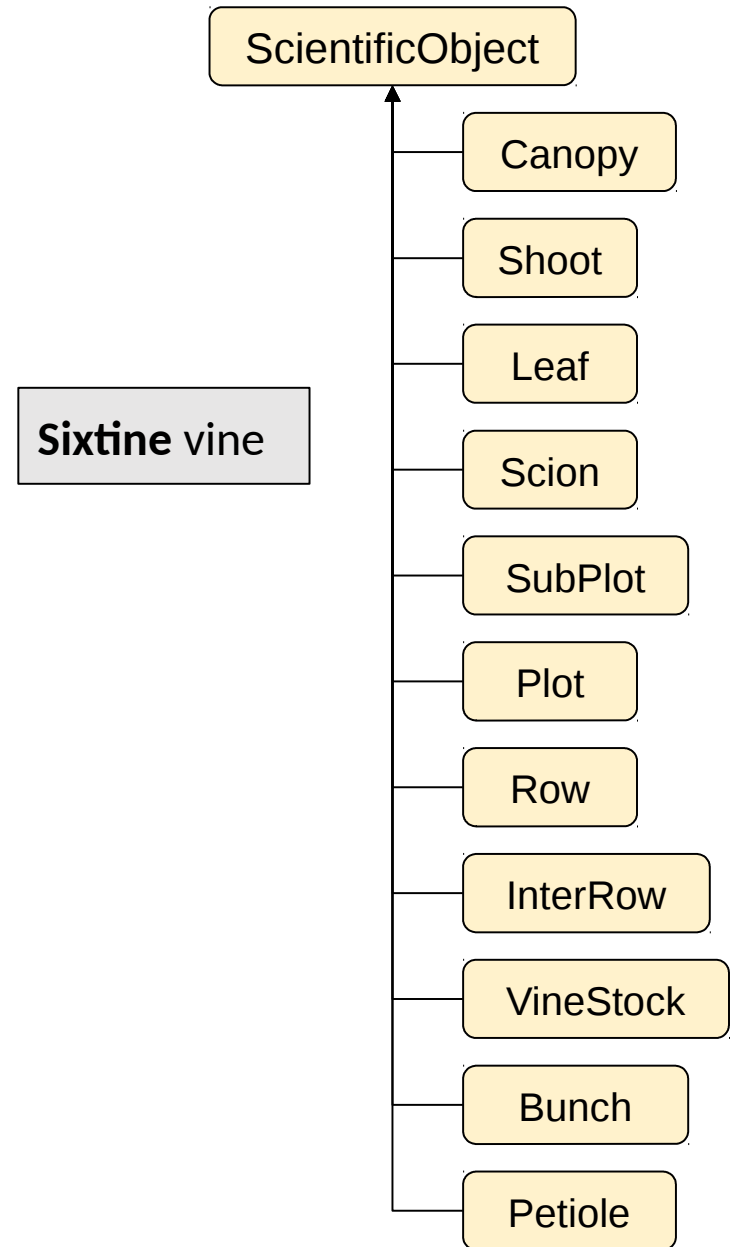 ScientificObject
Canopy
Shoot
Leaf
Sixtine vine
Scion
SubPlot
Plot
Row
InterRow
VineStock
Bunch
Petiole